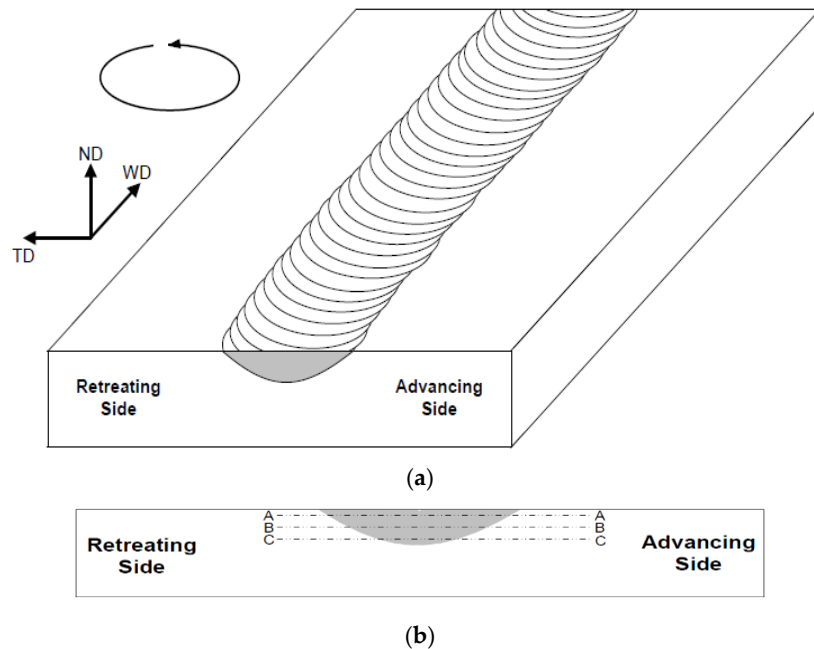 ND
WD
TD
Retreating
Side
Advancing
Side
(a)
A A
B B
C C
Retreating
Side
Advancing
Side
(b)